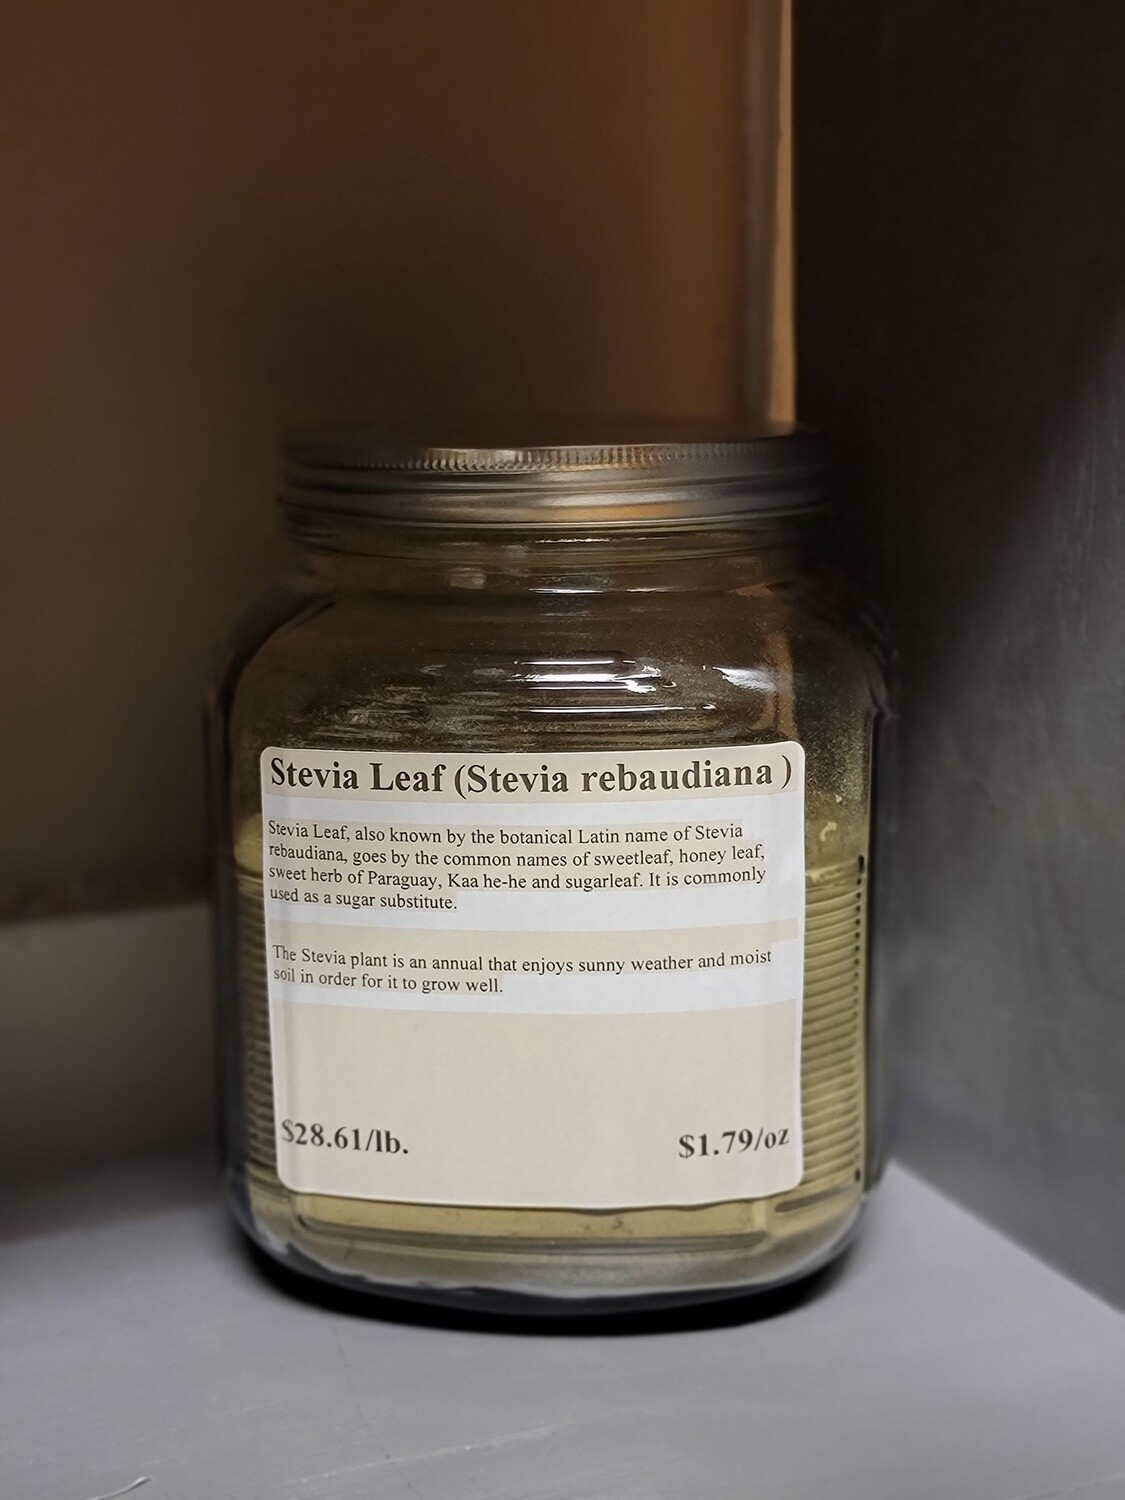 Stevia Leaf (Stevia rebaudiana )
Stevia Leaf, also known by the botanical Latin name of Stevia
rebaudiana, goes by the common names of sweetleaf, honey leaf,
sweet herb of Paraguay, Kaa he-he and sugarleaf. It is commonly
used as a sugar substitute.
The Stevia plant is an annual that enjoys sunny weather and moist
soil in order for it to grow well.
$28.61/lb.
$1.79/oz